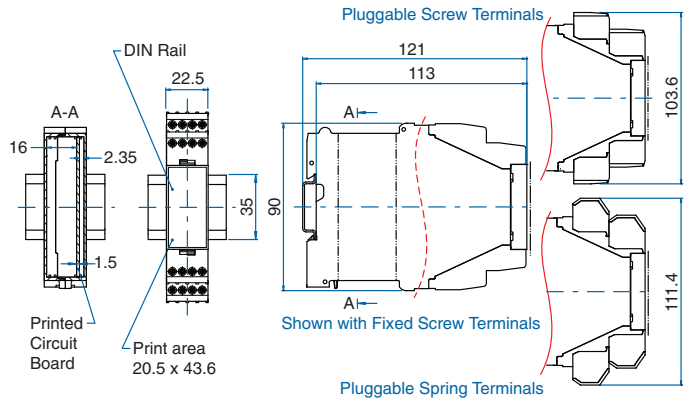 Pluggable Screw Terminals
DIN Rail
121
22.5
113
A-A
A
16
2.35
103.6
35
90
1.5
111.4
A
Shown with Fixed Screw Terminals
Printed
Circuit
Board
Print area
20.5 x 43.6
Pluggable Spring Terminals